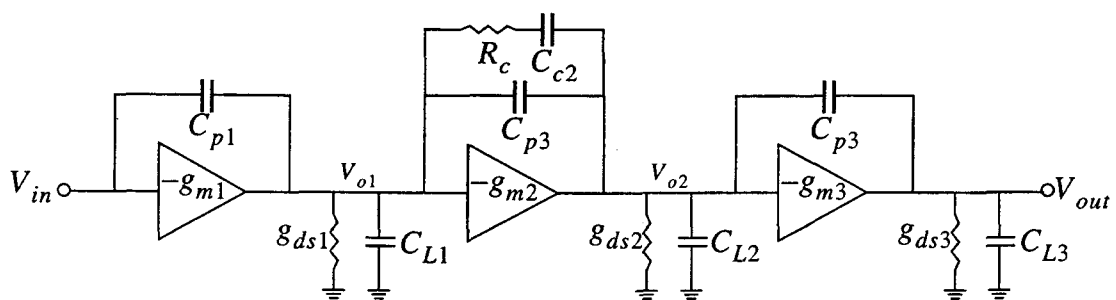 R_c
C_c2
C_p1
C_p3
C_p3
V_in
-g_m1
V_o1
-g_m2
V_o2
-g_m3
V_out
g_ds1
C_L1
g_ds2
C_L2
g_ds3
C_L3